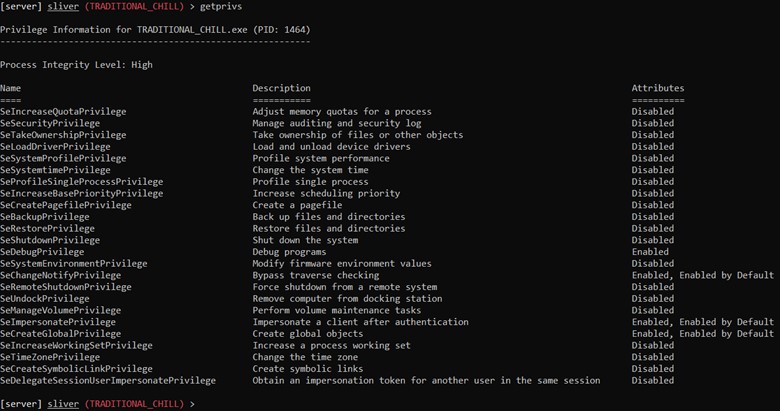 [server] sliver (TRADITIONAL_CHILL) > getprivs
Privilege Information for TRADITIONAL_CHILL.exe (PID: 1464)
------------------------------------------------------------
Process Integrity Level: High
Name Description Attributes
==== =========== ==========
SeIncreaseQuotaPrivilege Adjust memory quotas for a process Disabled
SeSecurityPrivilege Manage auditing and security log Disabled
SeTakeOwnershipPrivilege Take ownership of files or other objects Disabled
SeLoadDriverPrivilege Load and unload device drivers Disabled
SeSystemProfilePrivilege Profile system performance Disabled
SeSystemtimePrivilege Change the system time Disabled
SeProfileSingleProcessPrivilege Profile single process Disabled
SeIncreaseBasePriorityPrivilege Increase scheduling priority Disabled
SeCreatePagefilePrivilege Create a pagefile Disabled
SeBackupPrivilege Back up files and directories Disabled
SeRestorePrivilege Restore files and directories Disabled
SeShutdownPrivilege Shut down the system Disabled
SeDebugPrivilege Debug programs Enabled
SeSystemEnvironmentPrivilege Modify firmware environment values Disabled
SeChangeNotifyPrivilege Bypass traverse checking Enabled, Enabled by Default
SeRemoteShutdownPrivilege Force shutdown from a remote system Disabled
SeUndockPrivilege Remove computer from docking station Disabled
SeManageVolumePrivilege Perform volume maintenance tasks Disabled
SeImpersonatePrivilege Impersonate a client after authentication Enabled, Enabled by Default
SeCreateGlobalPrivilege Create global objects Enabled, Enabled by Default
SeIncreaseWorkingSetPrivilege Increase a process working set Disabled
SeTimeZonePrivilege Change the time zone Disabled
SeCreateSymbolicLinkPrivilege Create symbolic links Disabled
SeDelegateSessionUserImpersonatePrivilege Obtain an impersonation token for another user in the same session Disabled
[server] sliver (TRADITIONAL_CHILL) >